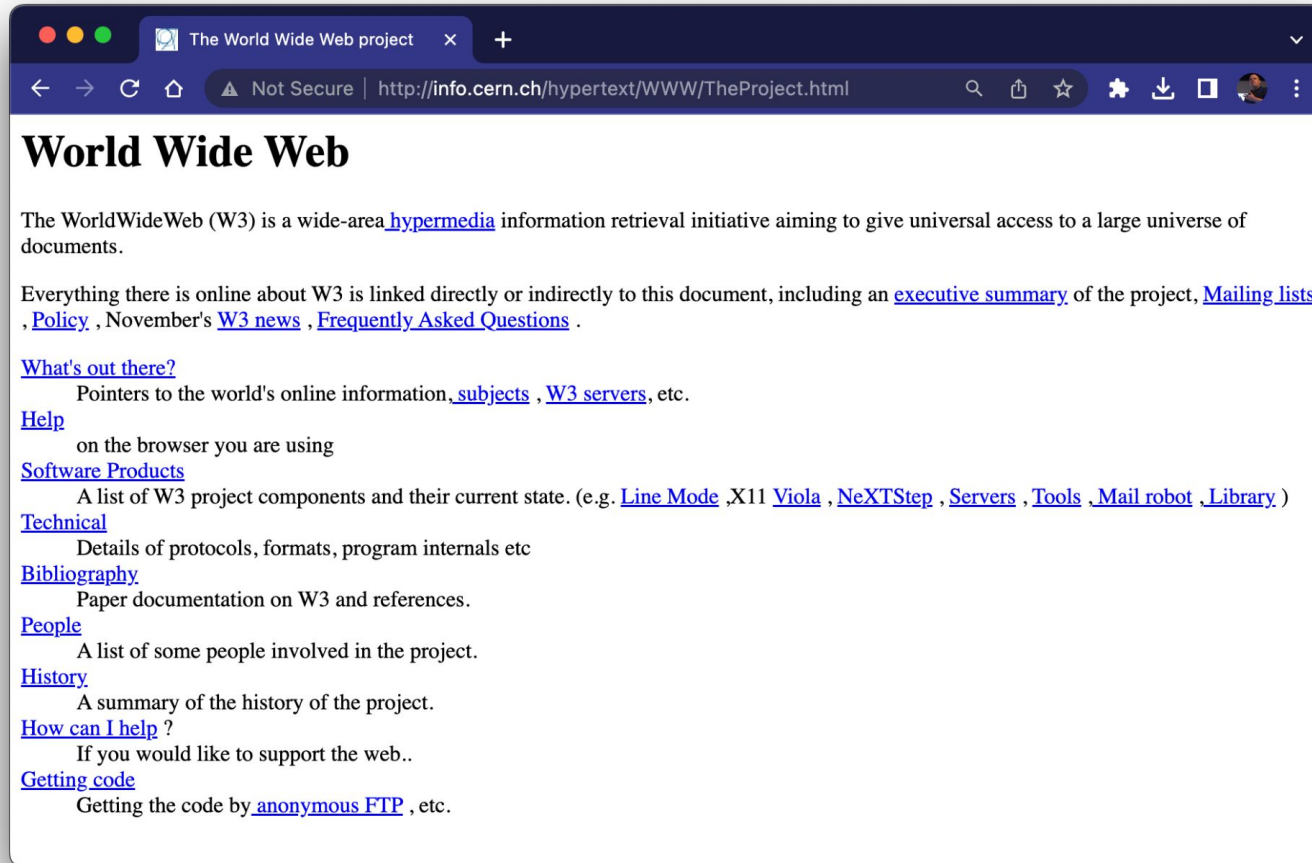 The World Wide Web project
Not Secure | http://info.cern.ch/hypertext/WWW/TheProject.html
World Wide Web
The WorldWideWeb (W3) is a wide-area hypermedia information retrieval initiative aiming to give universal access to a large universe of
documents.
Everything there is online about W3 is linked directly or indirectly to this document, including an executive summary of the project, Mailing lists
, Policy , November's W3 news , Frequently Asked Questions .
What's out there?
Pointers to the world's online information, subjects , W3 servers, etc.
Help
on the browser you are using
Software Products
A list of W3 project components and their current state. (e.g. Line Mode ,X11 Viola , NeXTStep , Servers , Tools , Mail robot , Library )
Technical
Details of protocols, formats, program internals etc
Bibliography
Paper documentation on W3 and references.
People
A list of some people involved in the project.
History
A summary of the history of the project.
How can I help ?
If you would like to support the web..
Getting code
Getting the code by anonymous FTP , etc.